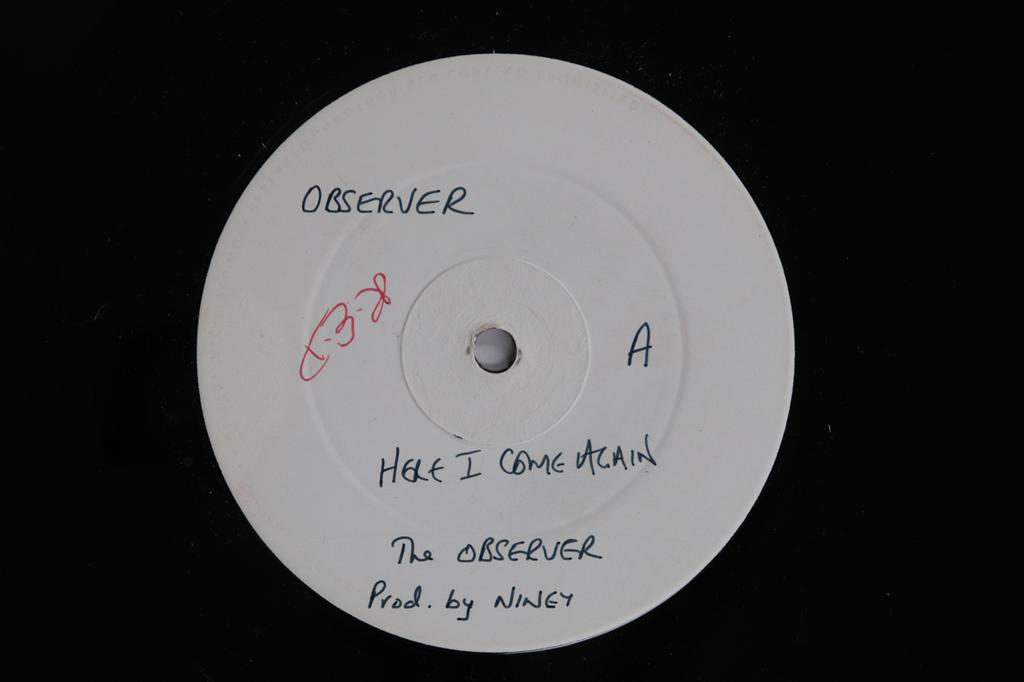 OBSERVER
A
HERE I COME AGAIN
The OBSERVER
Prod. by NINEY